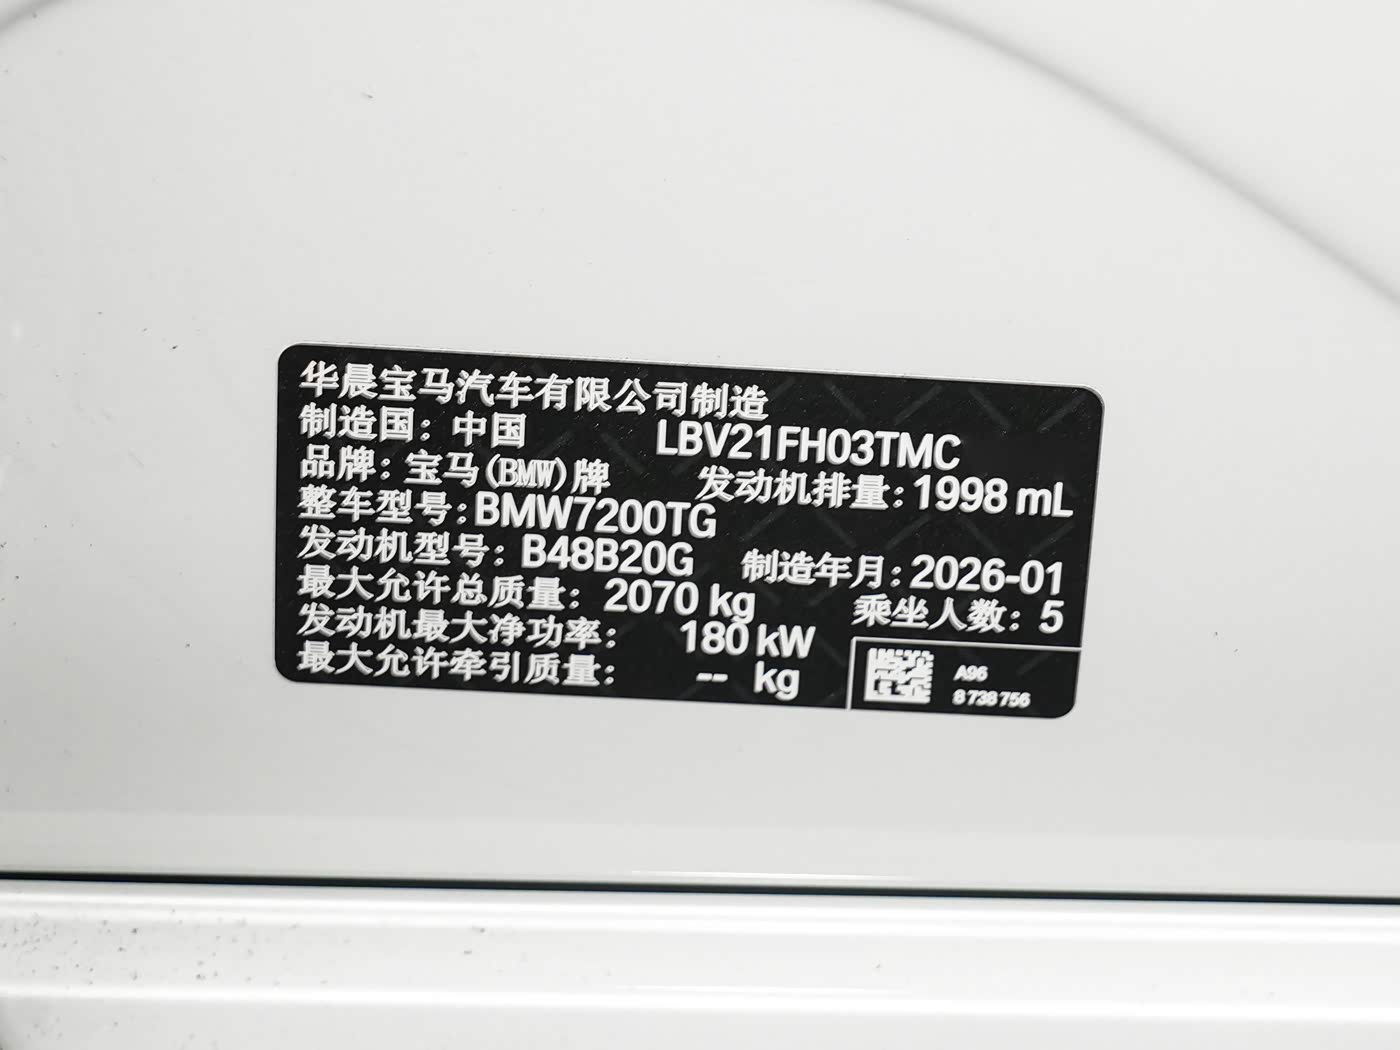 华晨宝马汽车有限公司制造
制造国：中国 LBV21FH03TMC
品牌：宝马(BMW)牌 发动机排量：1998 mL
整车型号：BMW7200TG
发动机型号：B48B20G 制造年月：2026-01
最大允许总质量：2070 kg 乘坐人数：5
发动机最大净功率：180 kW
最大允许牵引质量：-- kg
A96
8 738 756